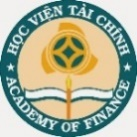 HỌC VIỆN TÀI CHÍNH
ACADEMY OF FINANCE